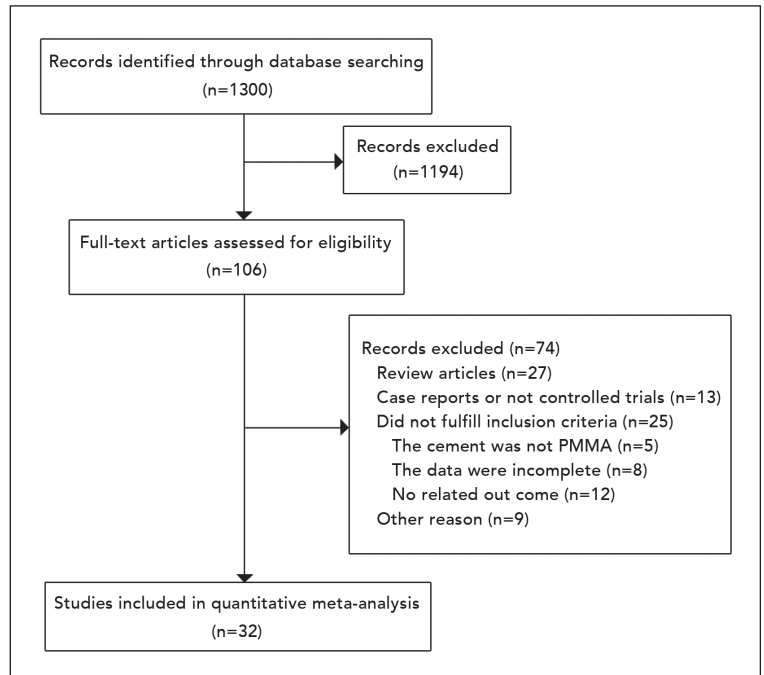 Records identified through database searching
(n=1300)
Records excluded
(n=1194)
Full-text articles assessed for eligibility
(n=106)
Records excluded (n=74)
Review articles (n=27)
Case reports or not controlled trials (n=13)
Did not fulfill inclusion criteria (n=25)
The cement was not PMMA (n=5)
The data were incomplete (n=8)
No related out come (n=12)
Other reason (n=9)
Studies included in quantitative meta-analysis
(n=32)